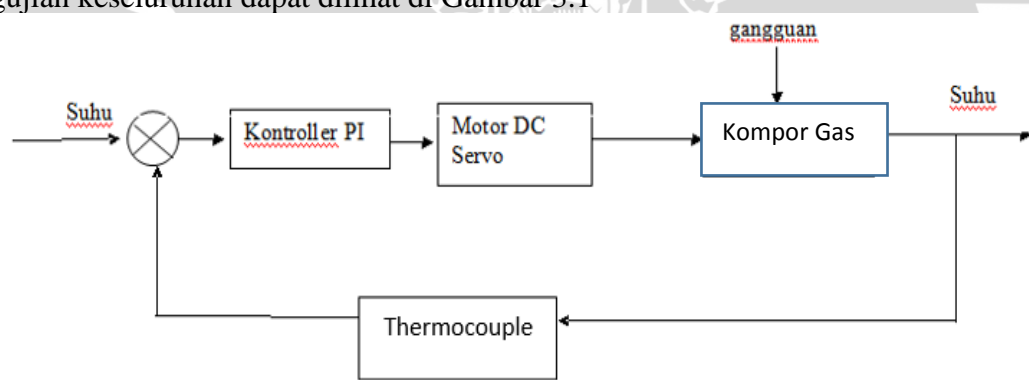 gujian keseluruhan dapat dilihat di Gambar 3.1
gangguan
Suhu
Kontroller PI
Motor DC
Servo
Kompor Gas
Suhu
Thermocouple